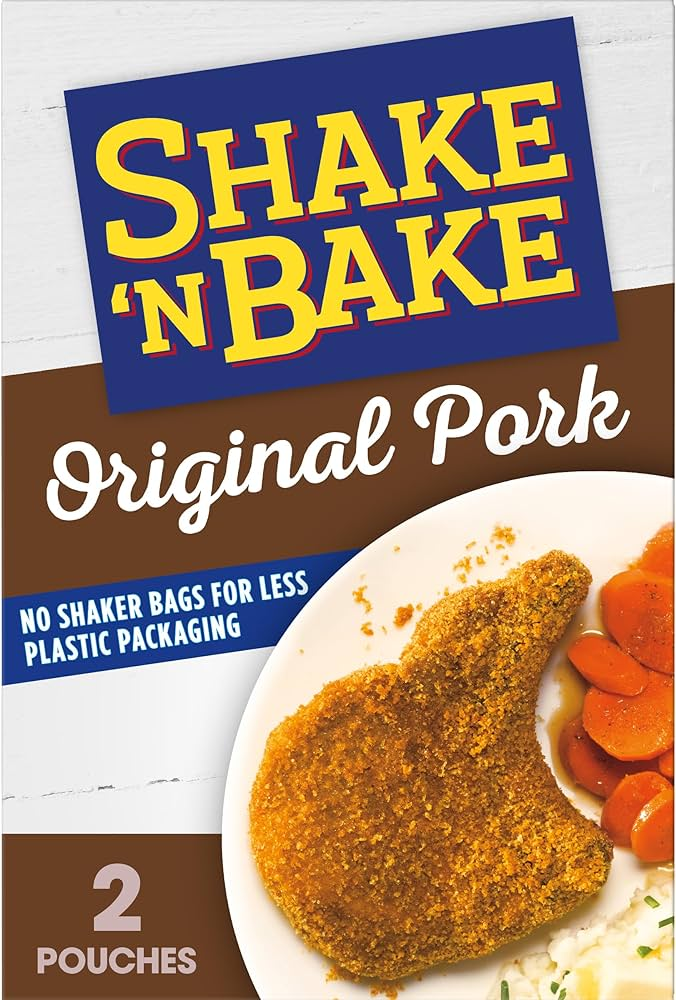 SHAKE
'N BAKE
Original Pork
NO SHAKER BAGS FOR LESS
PLASTIC PACKAGING
2
POUCHES